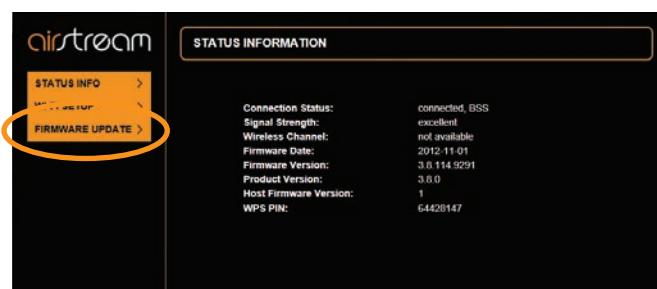 airstream
STATUS INFORMATION
STATUS INFO >
SETUP
FIRMWARE UPDATE >
Connection Status: connected, BSS
Signal Strength: excellent
Wireless Channel: not available
Firmware Date: 2012-11-01
Firmware Version: 3.8.114.9291
Product Version: 3.8.0
Host Firmware Version: 1
WPS PIN: 64428147